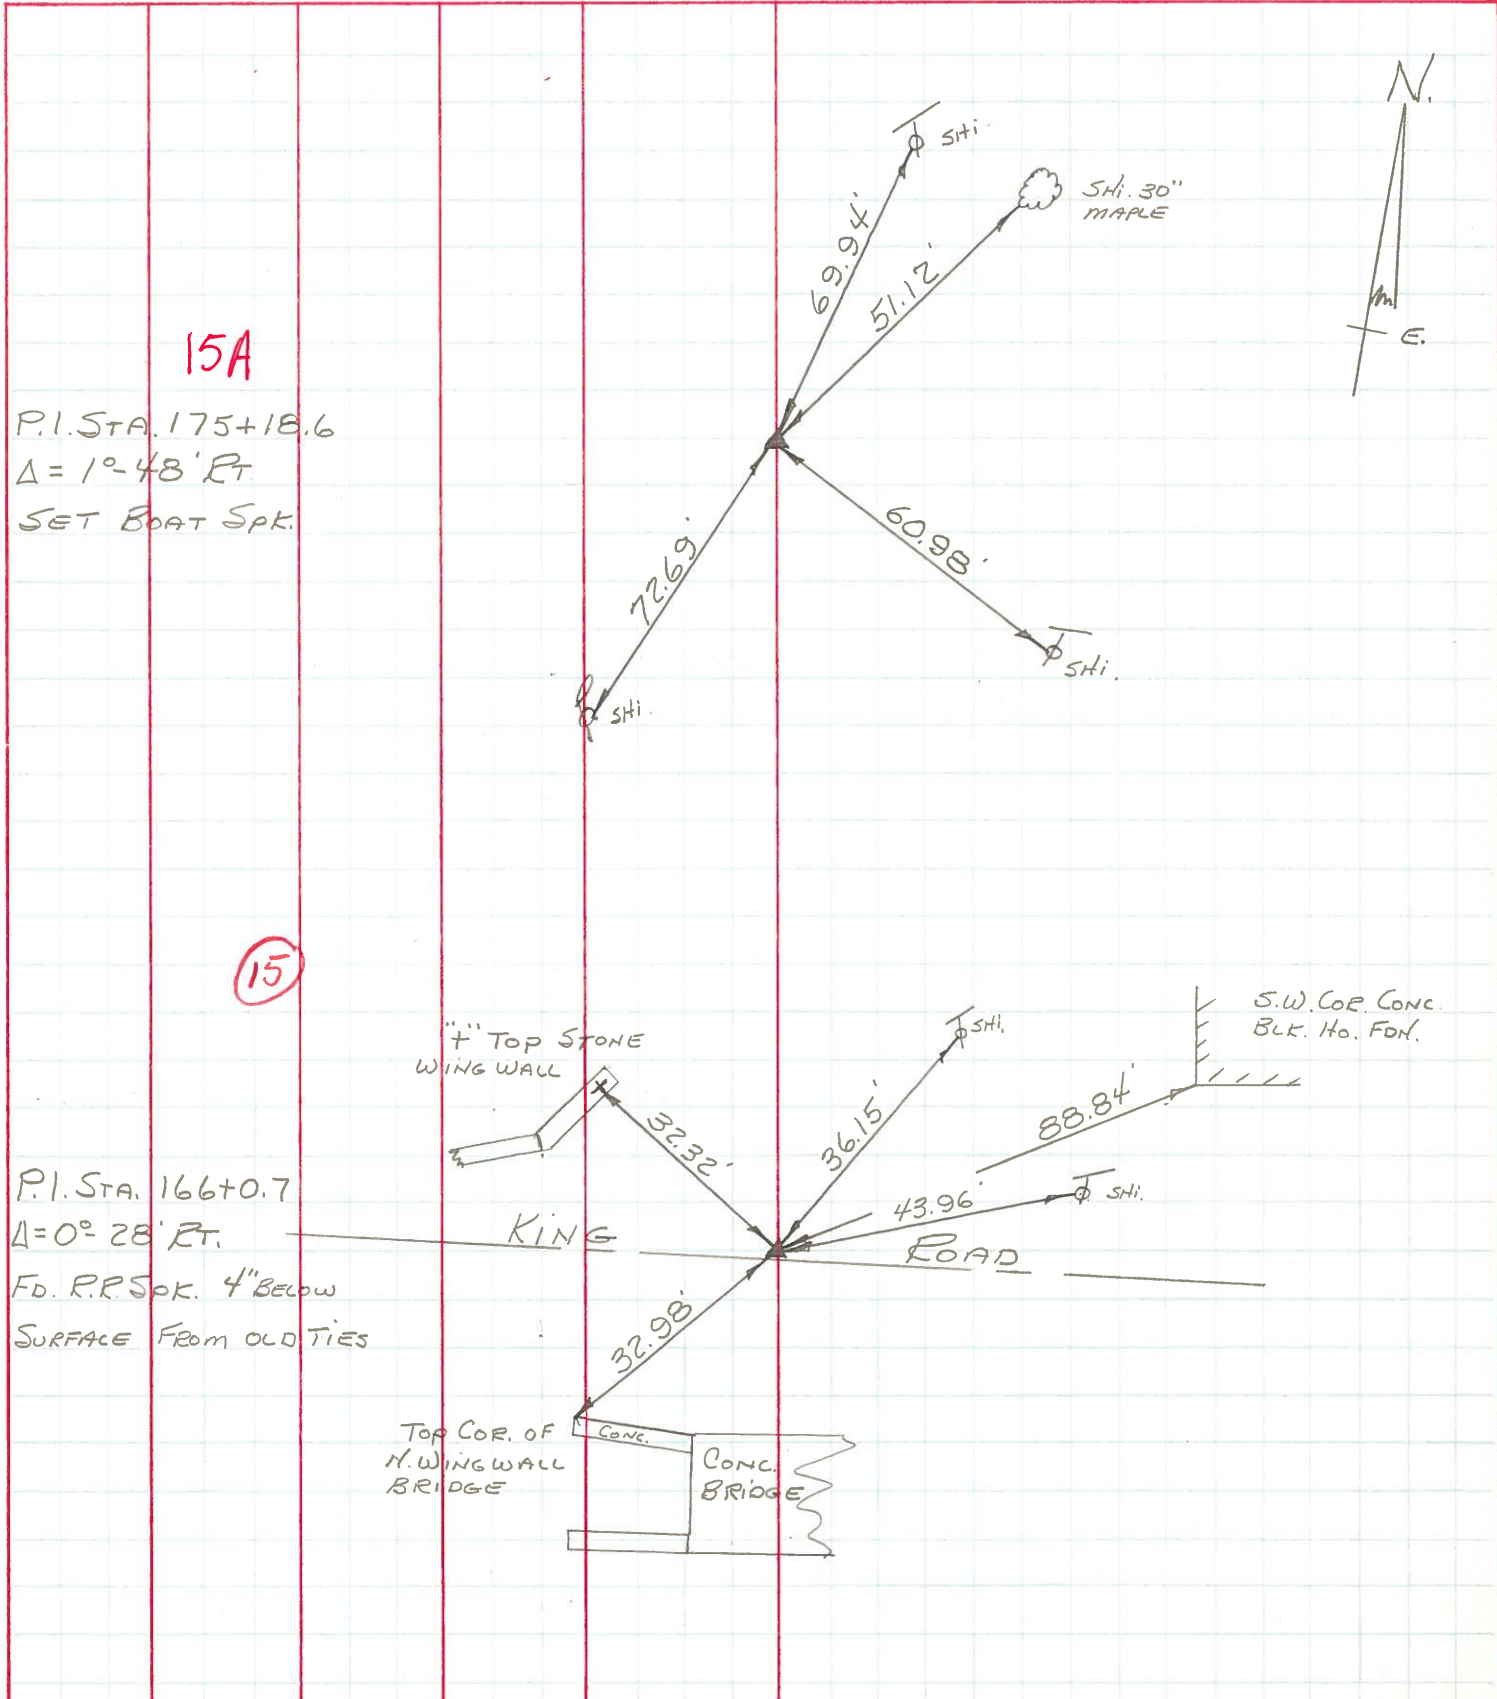 N.
E.
SHi.
SHi. 30"
MAPLE
69.94'
51.12'
15A
P.I. STA. 175+18.6
Δ = 1°-48' RT.
SET BOAT SPK.
60.98'
72.69'
SHi.
SHi.
15
"+" TOP STONE
WING WALL
SHi.
S.W. COR. CONC.
BLK. HO. FDN.
32.32'
36.15'
88.84'
P.I. STA. 166+0.7
Δ = 0°-28' RT.
FD. R.R. SPK. 4" BELOW
SURFACE FROM OLD TIES
43.96'
SHi.
KING ROAD
32.98'
TOP COR. OF
N. WINGWALL
BRIDGE
CONC.
CONC.
BRIDGE